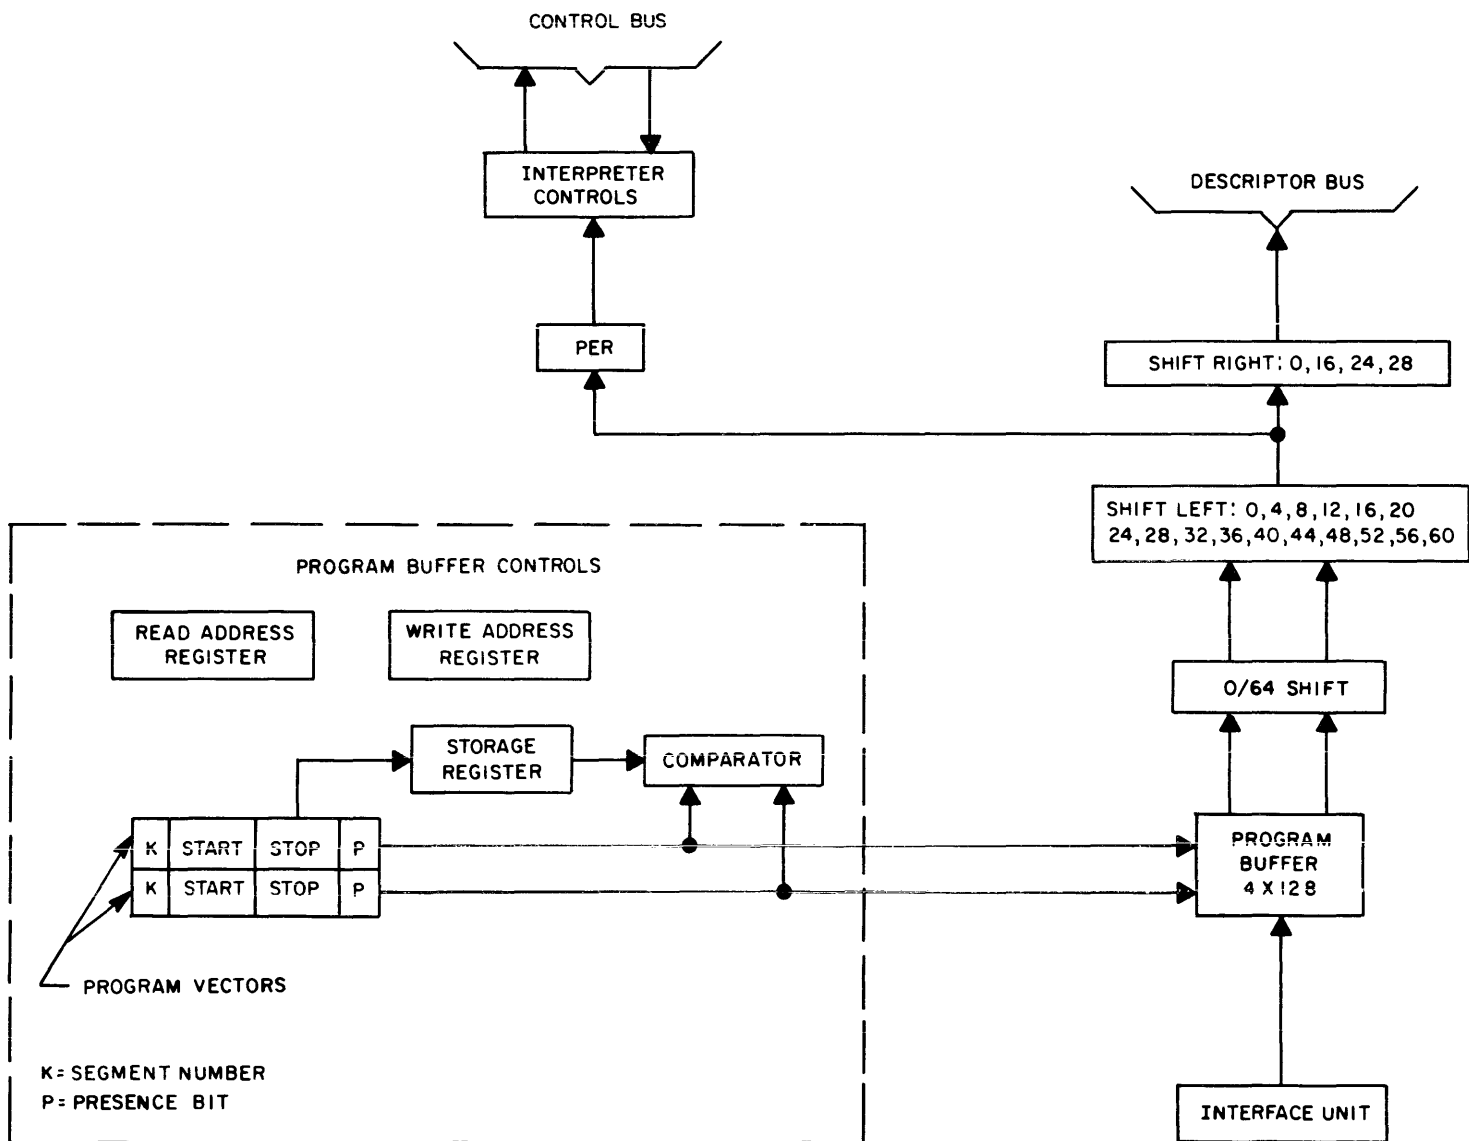 CONTROL BUS
INTERPRETER
CONTROLS
DESCRIPTOR BUS
PER
SHIFT RIGHT: 0,16,24,28
SHIFT LEFT: 0,4,8,12,16,20
24,28,32,36,40,44,48,52,56,60
PROGRAM BUFFER CONTROLS
READ ADDRESS
REGISTER
WRITE ADDRESS
REGISTER
0/64 SHIFT
STORAGE
REGISTER
COMPARATOR
K START STOP P
K START STOP P
PROGRAM
BUFFER
4 X 128
PROGRAM VECTORS
K = SEGMENT NUMBER
P = PRESENCE BIT
INTERFACE UNIT